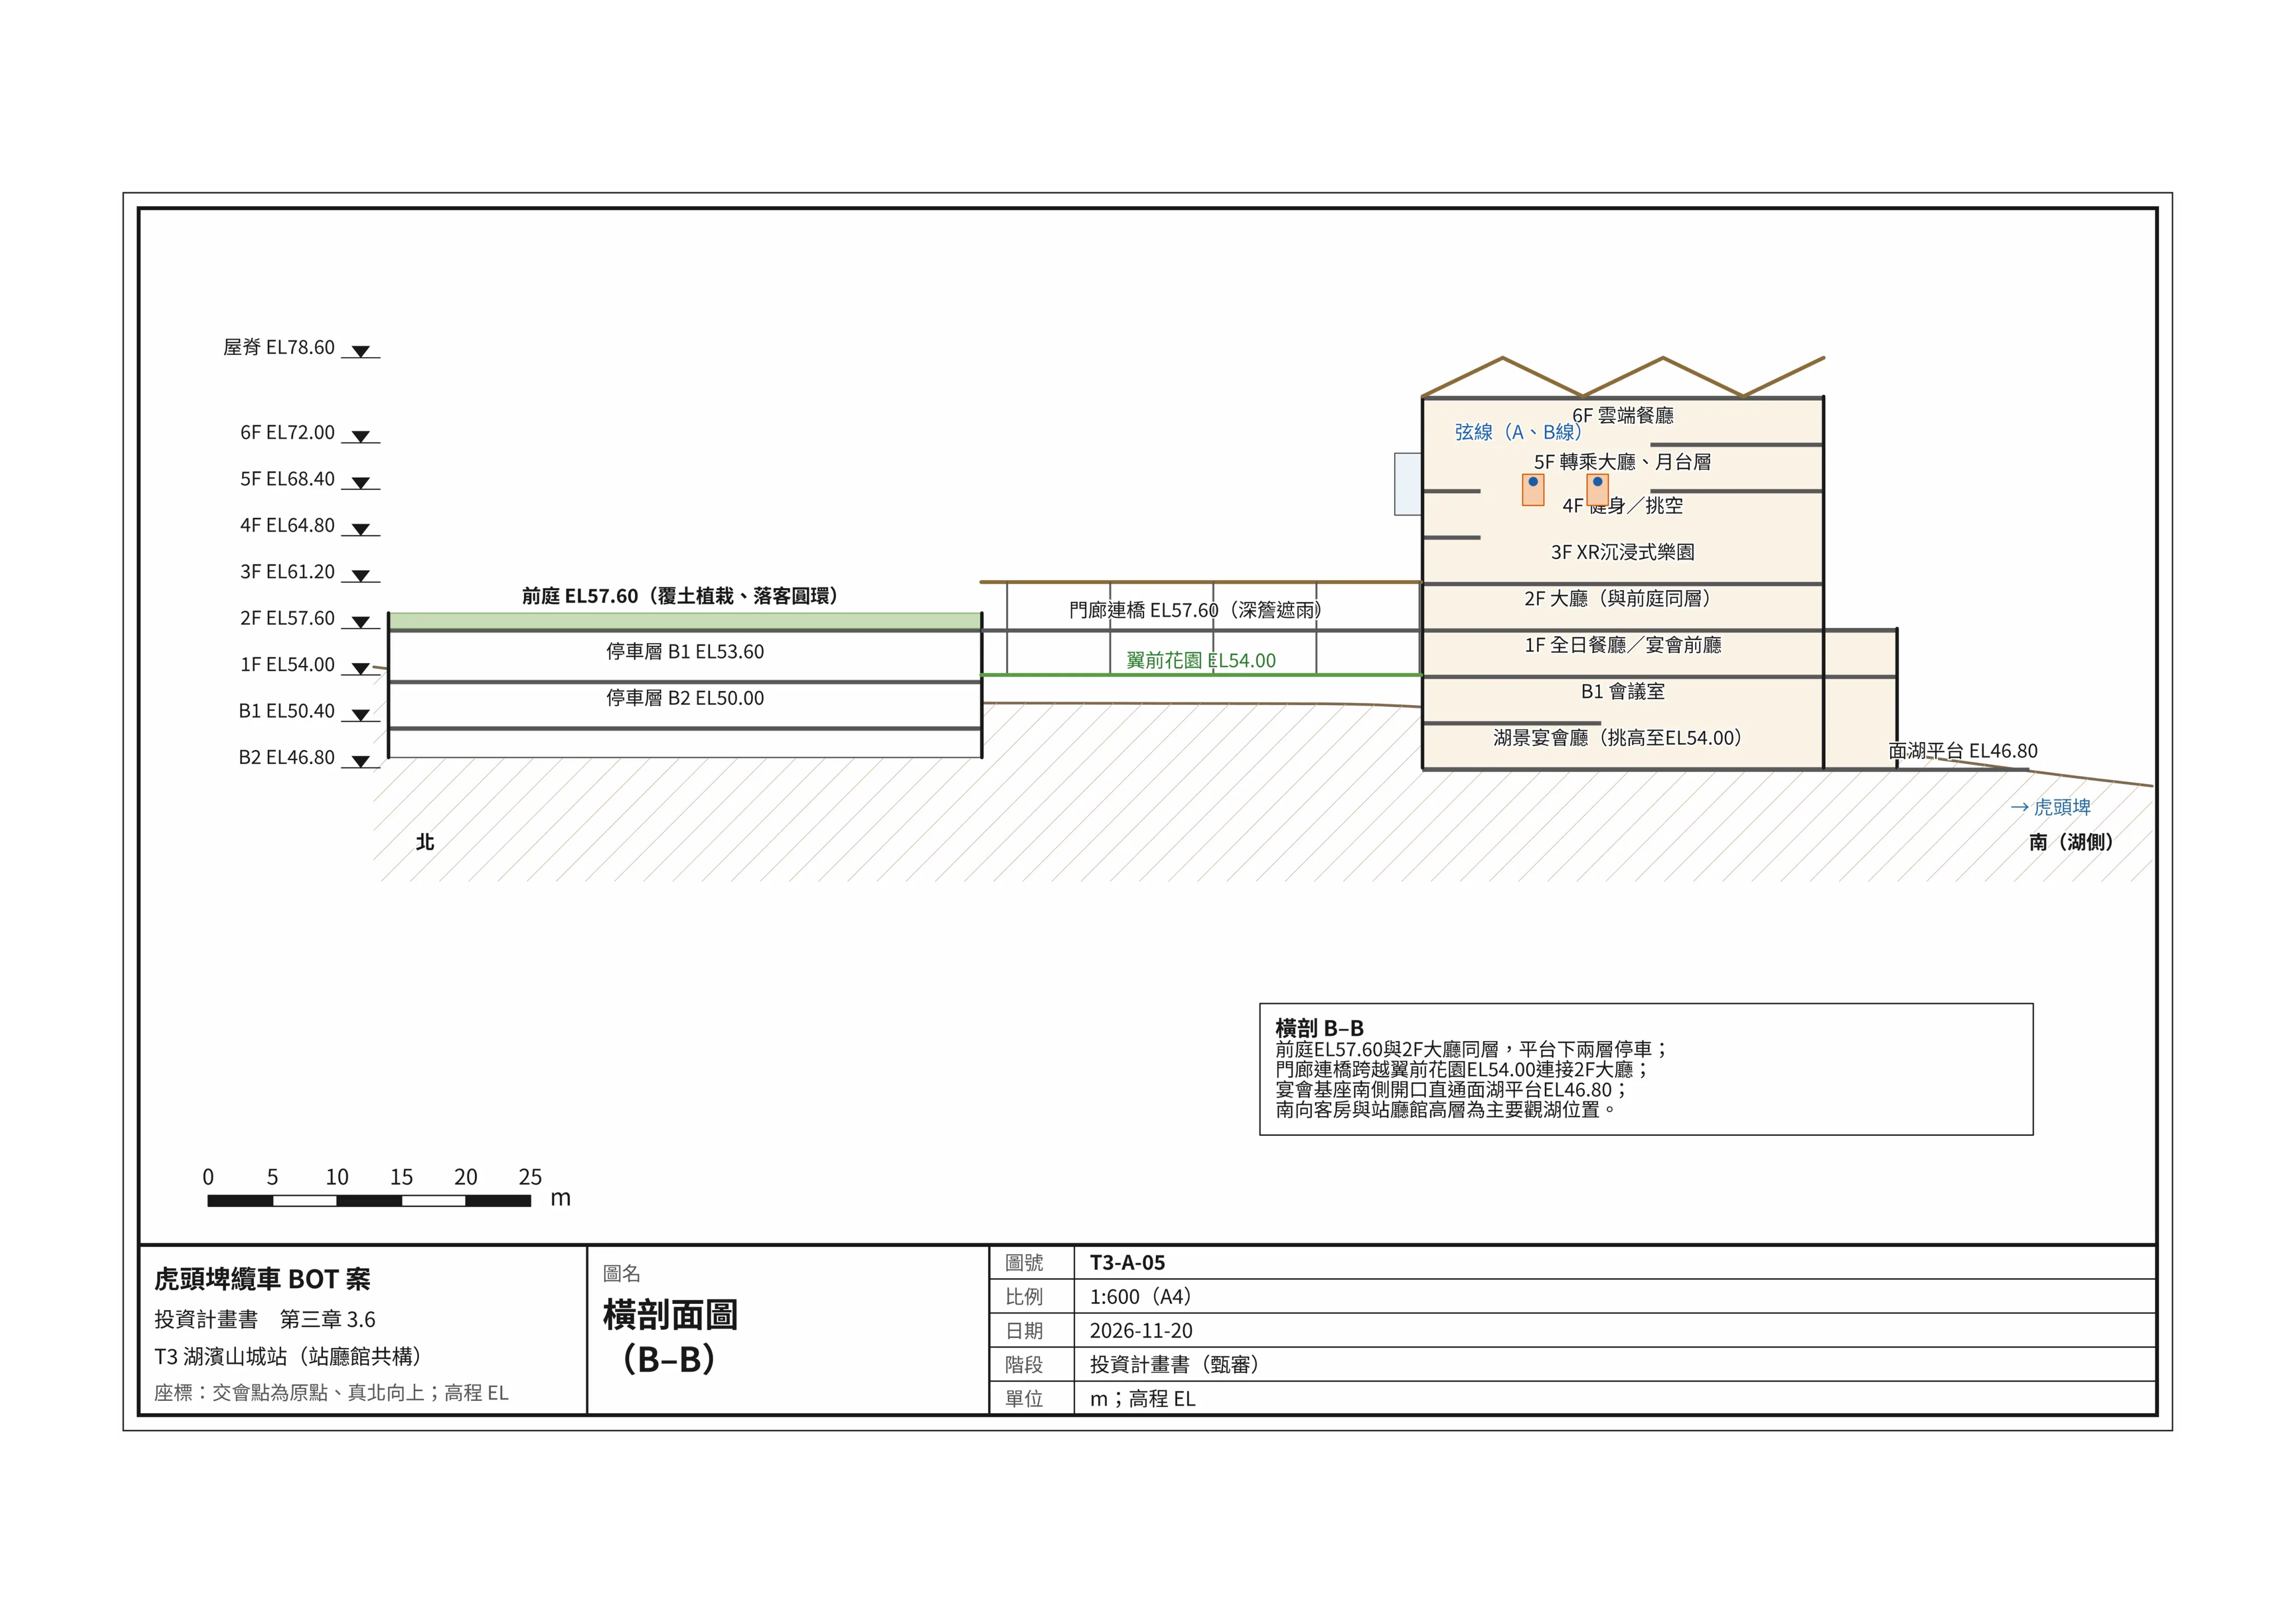 屋脊 EL78.60
6F EL72.00
5F EL68.40
4F EL64.80
3F EL61.20
2F EL57.60
1F EL54.00
B1 EL50.40
B2 EL46.80
前庭 EL57.60（覆土植栽、落客圓環）
停車層 B1 EL53.60
停車層 B2 EL50.00
門廊連橋 EL57.60（深簷遮雨）
翼前花園 EL54.00
6F 雲端餐廳
弦線（A、B線）
5F 轉乘大廳、月台層
4F 健身／挑空
3F XR沉浸式樂園
2F 大廳（與前庭同層）
1F 全日餐廳／宴會前廳
B1 會議室
湖景宴會廳（挑高至EL54.00）
面湖平台 EL46.80
→ 虎頭埤
北
南（湖側）
橫剖 B–B
前庭EL57.60與2F大廳同層，平台下兩層停車；
門廊連橋跨越翼前花園EL54.00連接2F大廳；
宴會基座南側開口直通面湖平台EL46.80；
南向客房與站廳館高層為主要觀湖位置。
0 5 10 15 20 25 m
虎頭埤纜車 BOT 案
投資計畫書　第三章 3.6
T3 湖濱山城站（站廳館共構）
座標：交會點為原點、真北向上；高程 EL
圖名
橫剖面圖
（B–B）
圖號 T3-A-05
比例 1:600（A4）
日期 2026-11-20
階段 投資計畫書（甄審）
單位 m；高程 EL